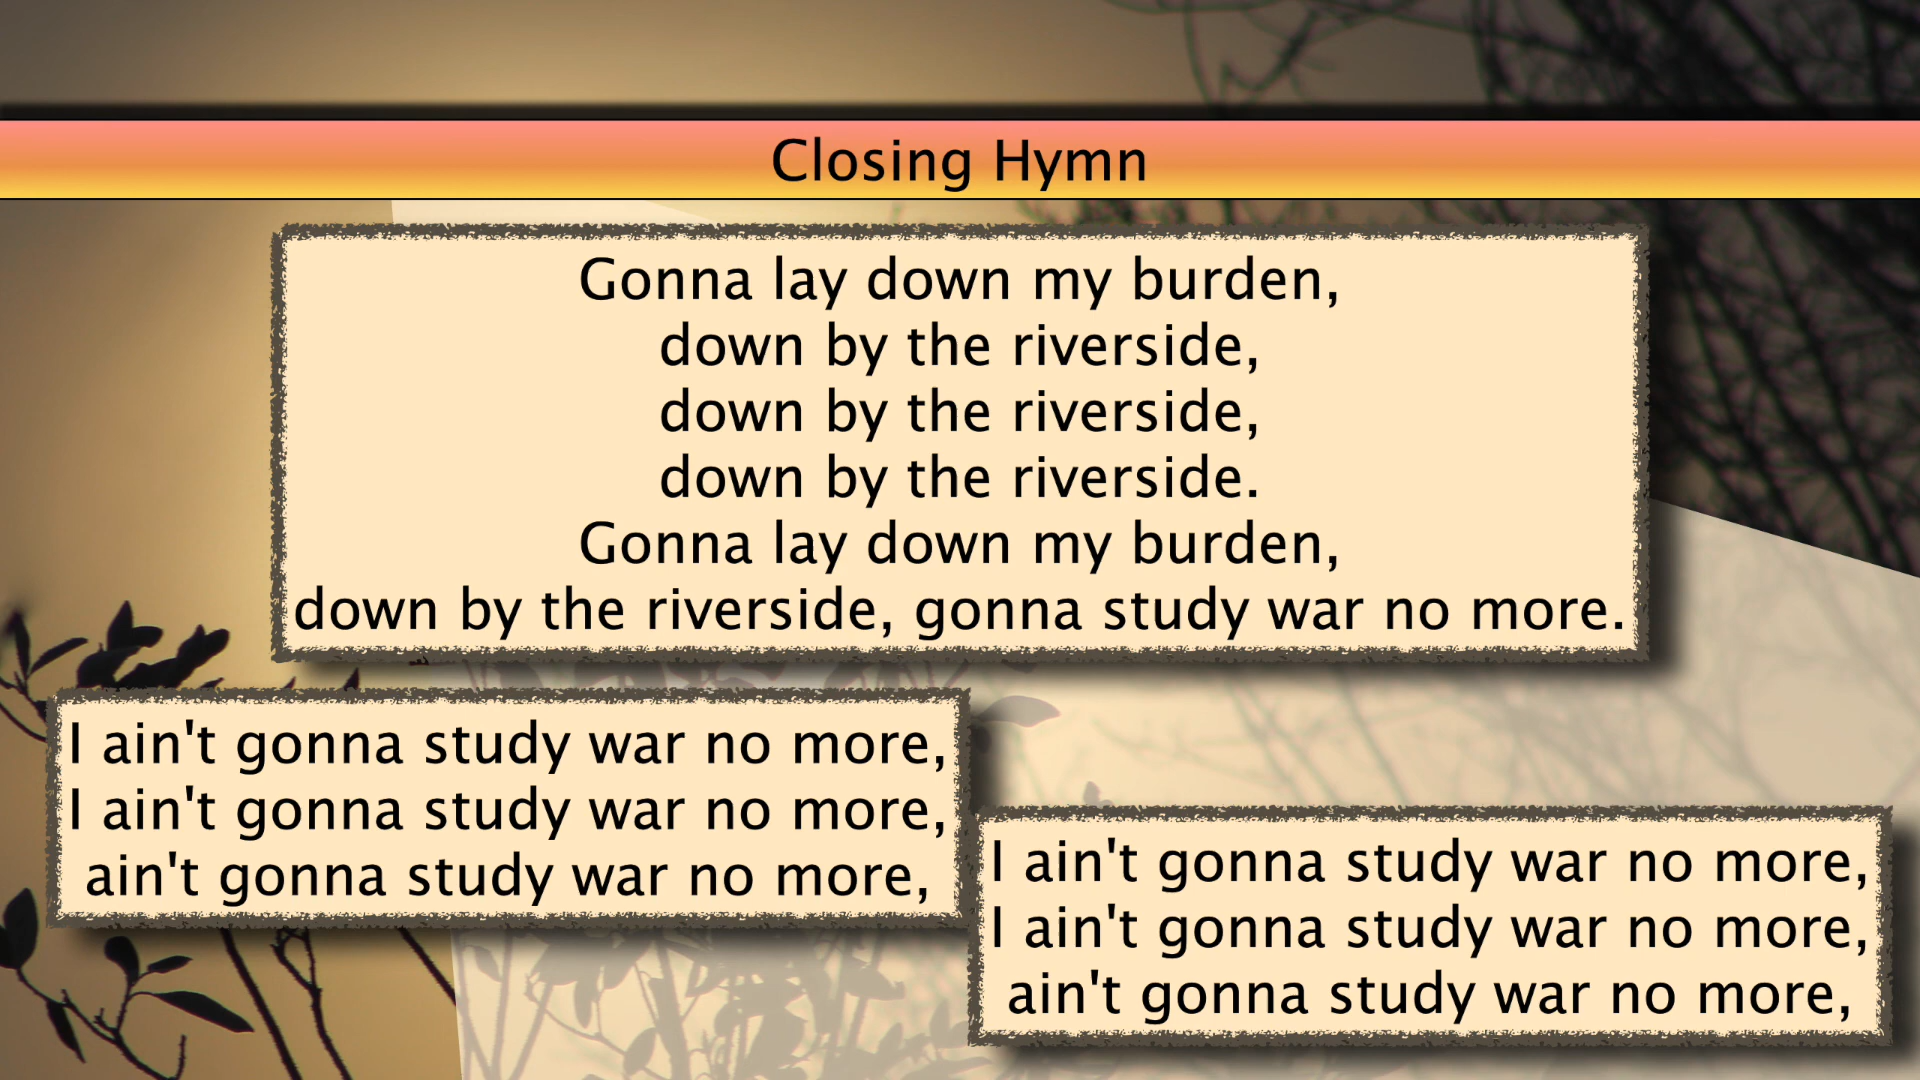 Closing Hymn
Gonna lay down my burden,
down by the riverside,
down by the riverside,
down by the riverside.
Gonna lay down my burden,
down by the riverside, gonna study war no more.
I ain't gonna study war no more,
I ain't gonna study war no more,
ain't gonna study war no more,
I ain't gonna study war no more,
I ain't gonna study war no more,
ain't gonna study war no more,